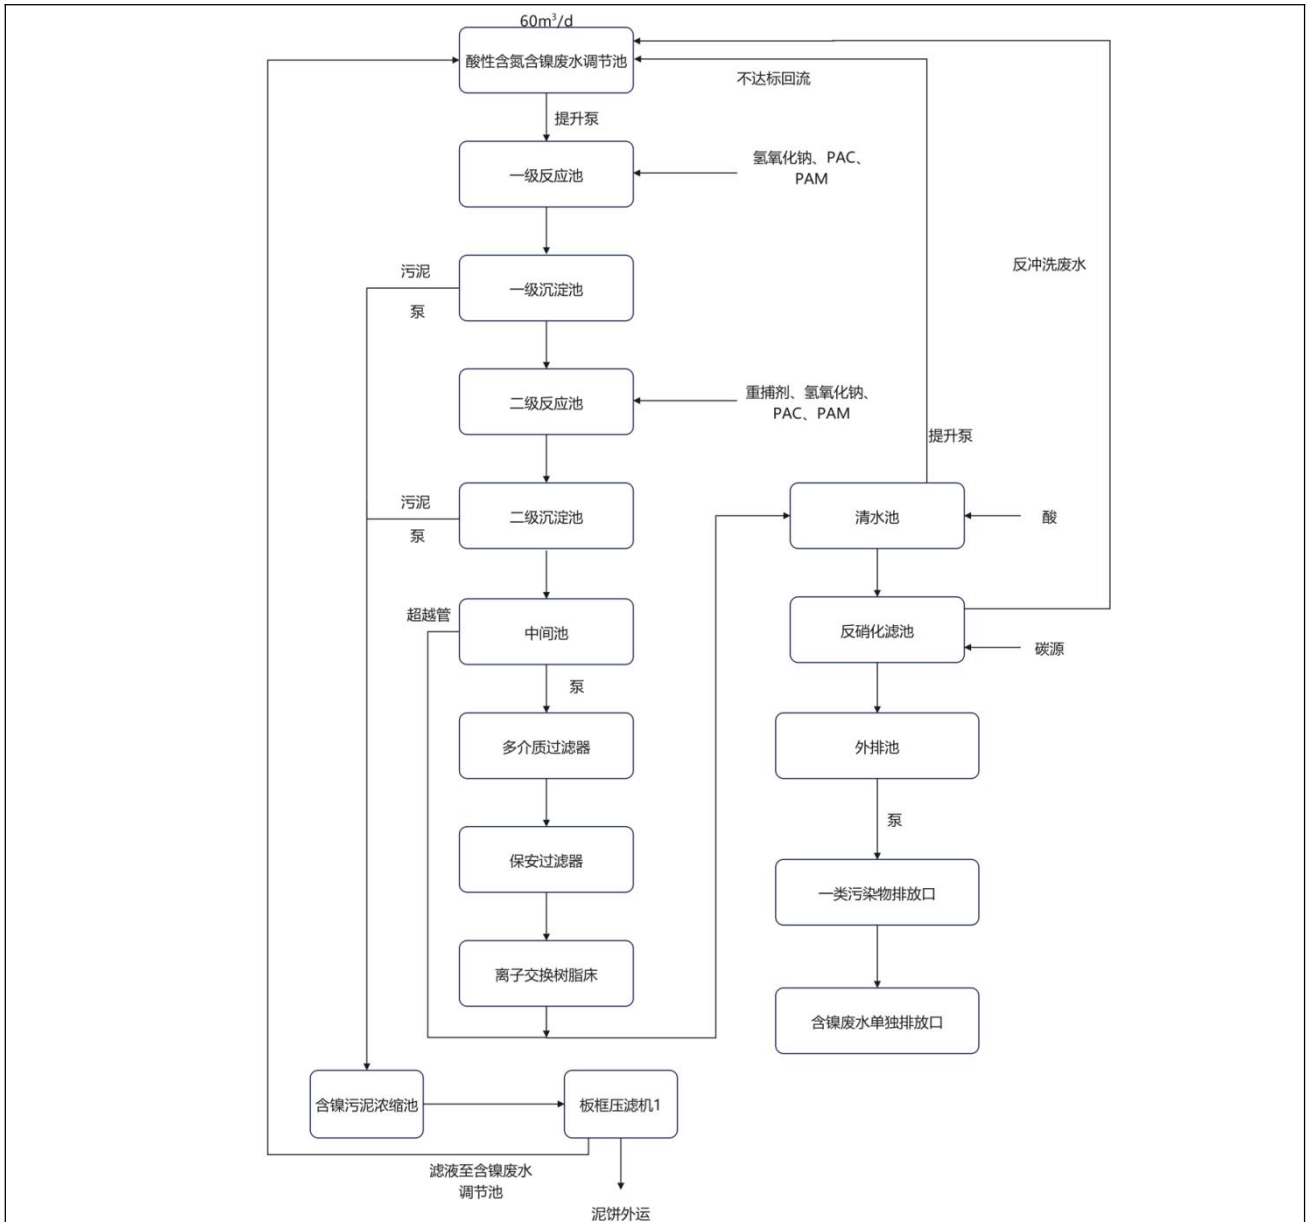 60m³/d
酸性含氮含镍废水调节池
不达标回流
提升泵
氢氧化钠、PAC、
PAM
一级反应池
反冲洗废水
污泥
泵
一级沉淀池
二级反应池
重捕剂、氢氧化钠、
PAC、PAM
提升泵
污泥
泵
二级沉淀池
清水池
酸
超越管
中间池
反硝化滤池
碳源
泵
多介质过滤器
外排池
泵
保安过滤器
一类污染物排放口
离子交换树脂床
含镍废水单独排放口
含镍污泥浓缩池
板框压滤机1
滤液至含镍废水
调节池
泥饼外运